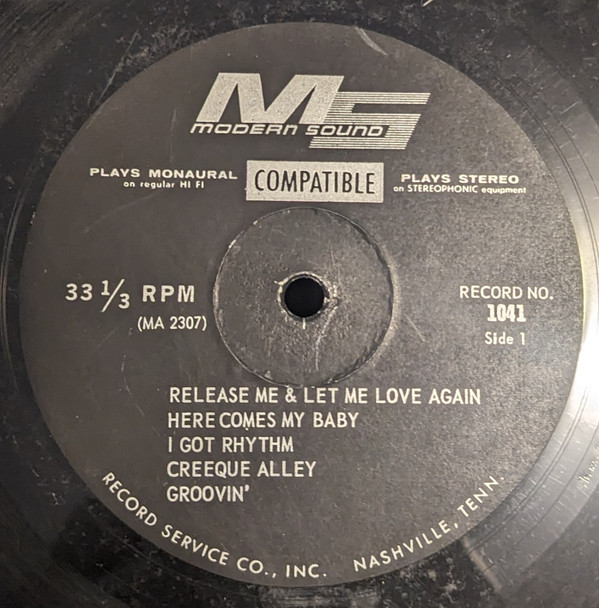 MS
MODERN SOUND
PLAYS MONAURAL
on regular HI FI
COMPATIBLE
PLAYS STEREO
on STEREOPHONIC equipment
33 1/3 RPM
(MA 2307)
RECORD NO.
1041
Side 1
RELEASE ME & LET ME LOVE AGAIN
HERE COMES MY BABY
I GOT RHYTHM
CREEQUE ALLEY
GROOVIN'
RECORD SERVICE CO., INC. NASHVILLE, TENN.